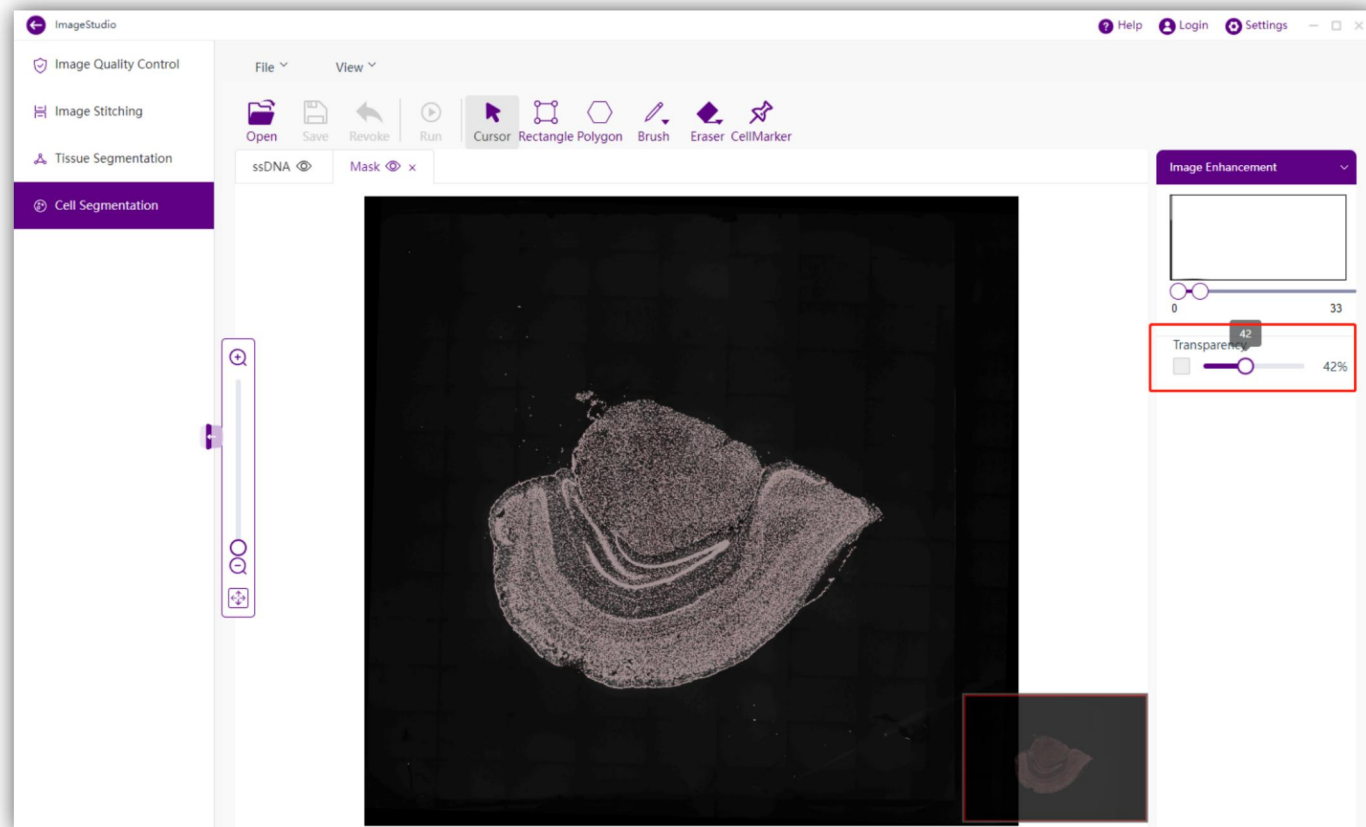 ImageStudio
Help Login Settings
Image Quality Control
Image Stitching
Tissue Segmentation
Cell Segmentation
File View
Open Save Revoke Run Cursor Rectangle Polygon Brush Eraser CellMarker
ssDNA Mask
Image Enhancement
0 33
42
Transparency
42%